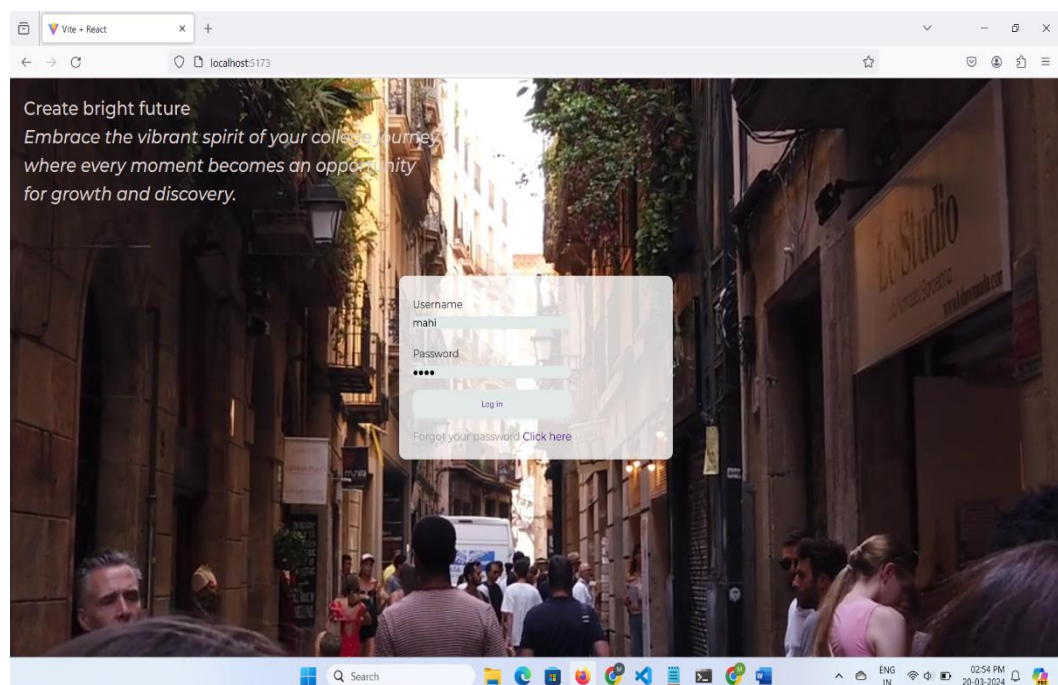 Vite + React
localhost:5173
Create bright future
Embrace the vibrant spirit of your college journey
where every moment becomes an opportunity
for growth and discovery.
Le Studio
Username
mahi
Password
Log in
Forgot your password Click here
Search
ENG
IN
02:54 PM
20-03-2024